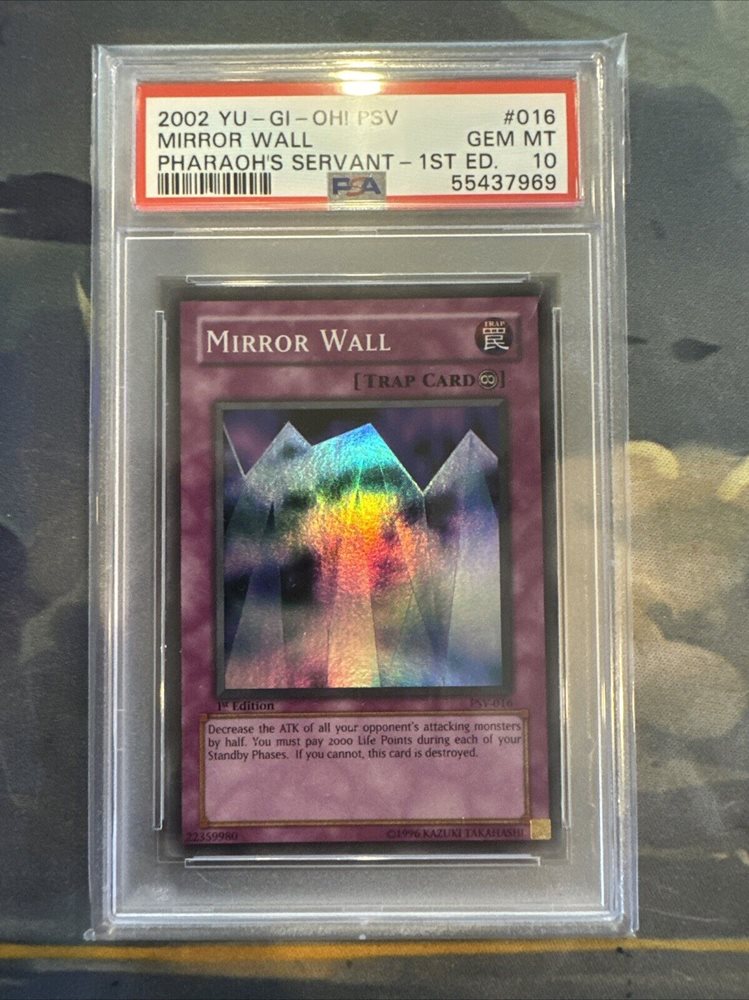 2002 YU-GI-OH! PSV #016
MIRROR WALL GEM MT
PHARAOH'S SERVANT-1ST ED. 10
PSA 55437969
MIRROR WALL
TRAP
罠
[TRAP CARD∞]
1st Edition PSV-016
Decrease the ATK of all your opponent's attacking monsters
by half. You must pay 2000 Life Points during each of your
Standby Phases. If you cannot, this card is destroyed.
22359980 ©1996 KAZUKI TAKAHASHI